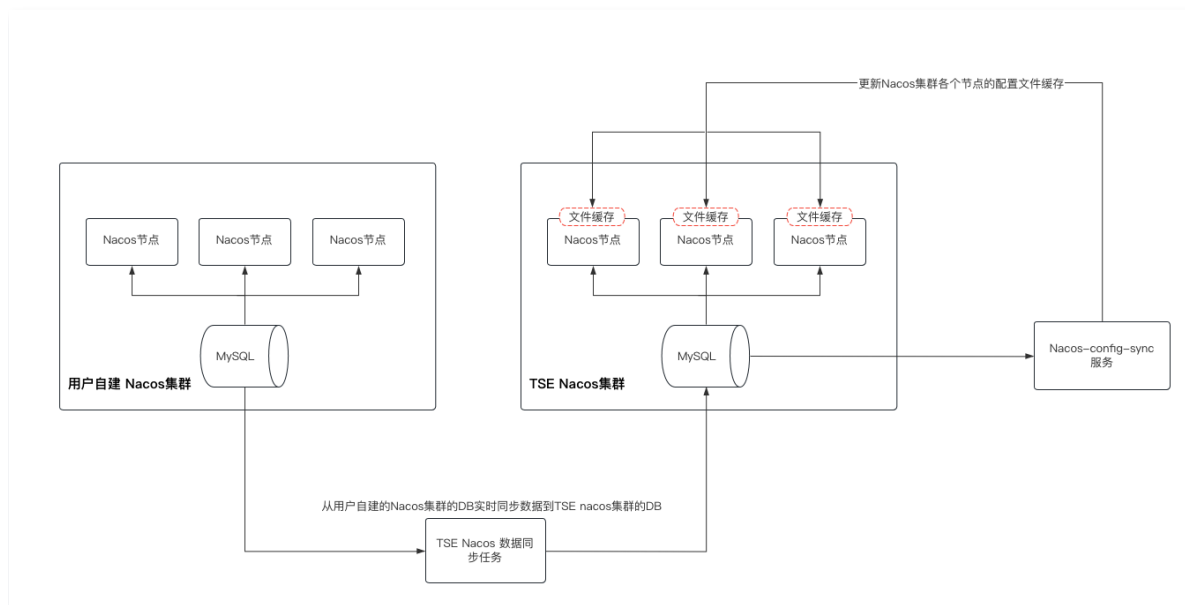 更新Nacos集群各个节点的配置文件缓存
文件缓存
文件缓存
文件缓存
Nacos节点
Nacos节点
Nacos节点
Nacos节点
Nacos节点
Nacos节点
MySQL
用户自建 Nacos集群
MySQL
TSE Nacos集群
Nacos-config-sync
服务
从用户自建的Nacos集群的DB实时同步数据到TSE nacos集群的DB
TSE Nacos 数据同
步任务